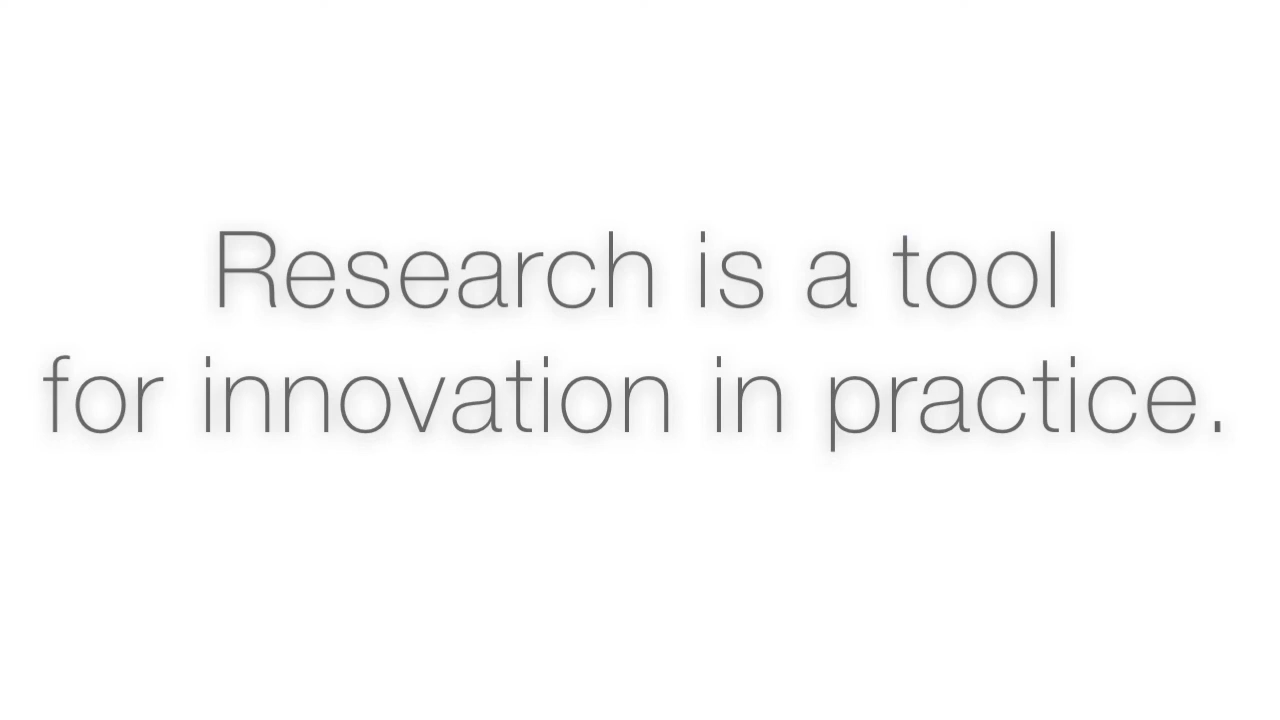 Research is a tool
for innovation in practice.